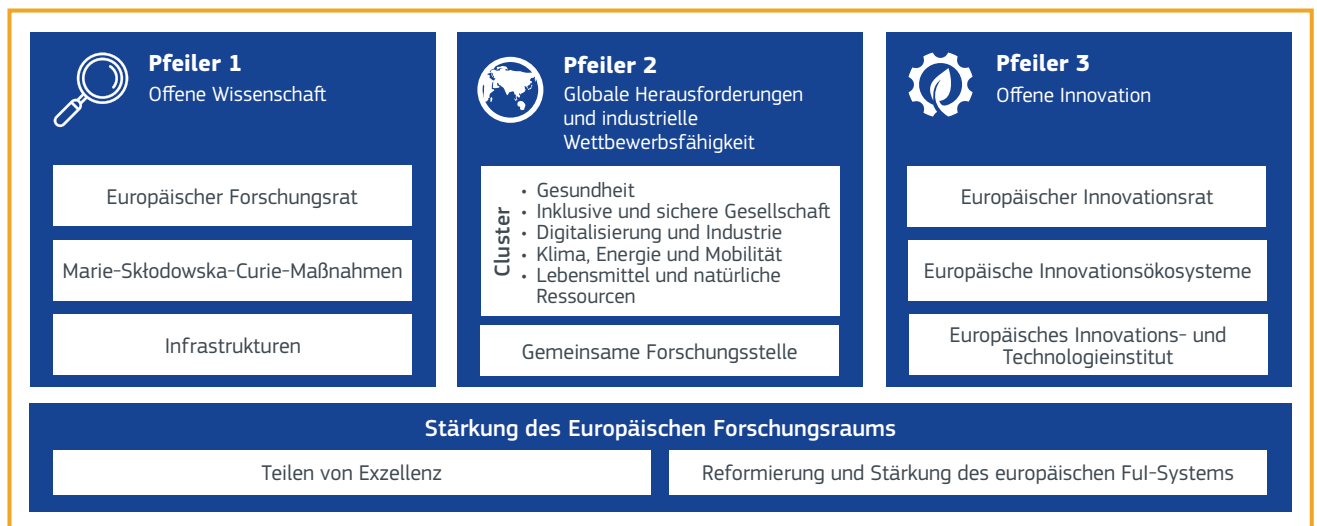 Pfeiler 1
Offene Wissenschaft
Europäischer Forschungsrat
Marie-Skłodowska-Curie-Maßnahmen
Infrastrukturen
Pfeiler 2
Globale Herausforderungen
und industrielle
Wettbewerbsfähigkeit
Cluster
• Gesundheit
• Inklusive und sichere Gesellschaft
• Digitalisierung und Industrie
• Klima, Energie und Mobilität
• Lebensmittel und natürliche
Ressourcen
Gemeinsame Forschungsstelle
Pfeiler 3
Offene Innovation
Europäischer Innovationsrat
Europäische Innovationsökosysteme
Europäisches Innovations- und
Technologieinstitut
Stärkung des Europäischen Forschungsraums
Teilen von Exzellenz
Reformierung und Stärkung des europäischen FuI-Systems